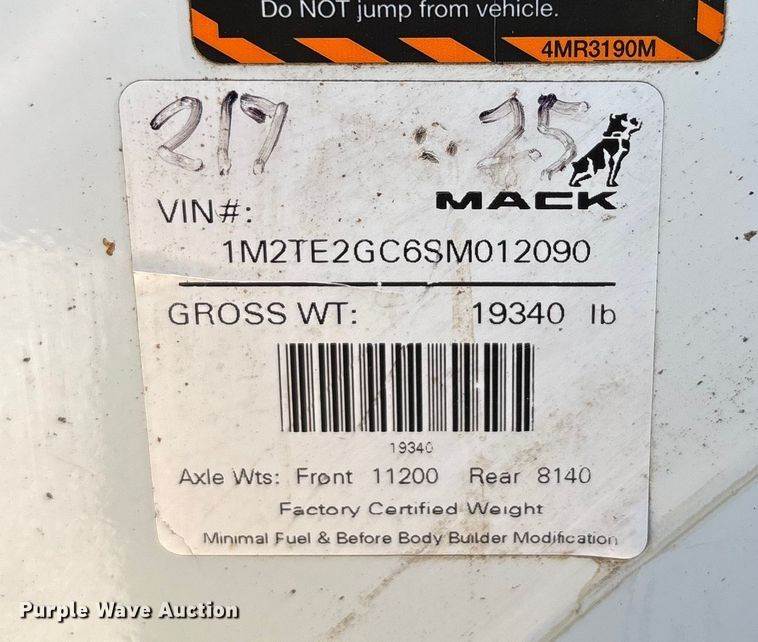 Do NOT jump from vehicle.
4MR3190M
217 25
MACK
VIN#:
1M2TE2GC6SM012090
GROSS WT: 19340 lb
19340
Axle Wts: Front 11200 Rear 8140
Factory Certified Weight
Minimal Fuel & Before Body Builder Modification
Purple Wave Auction